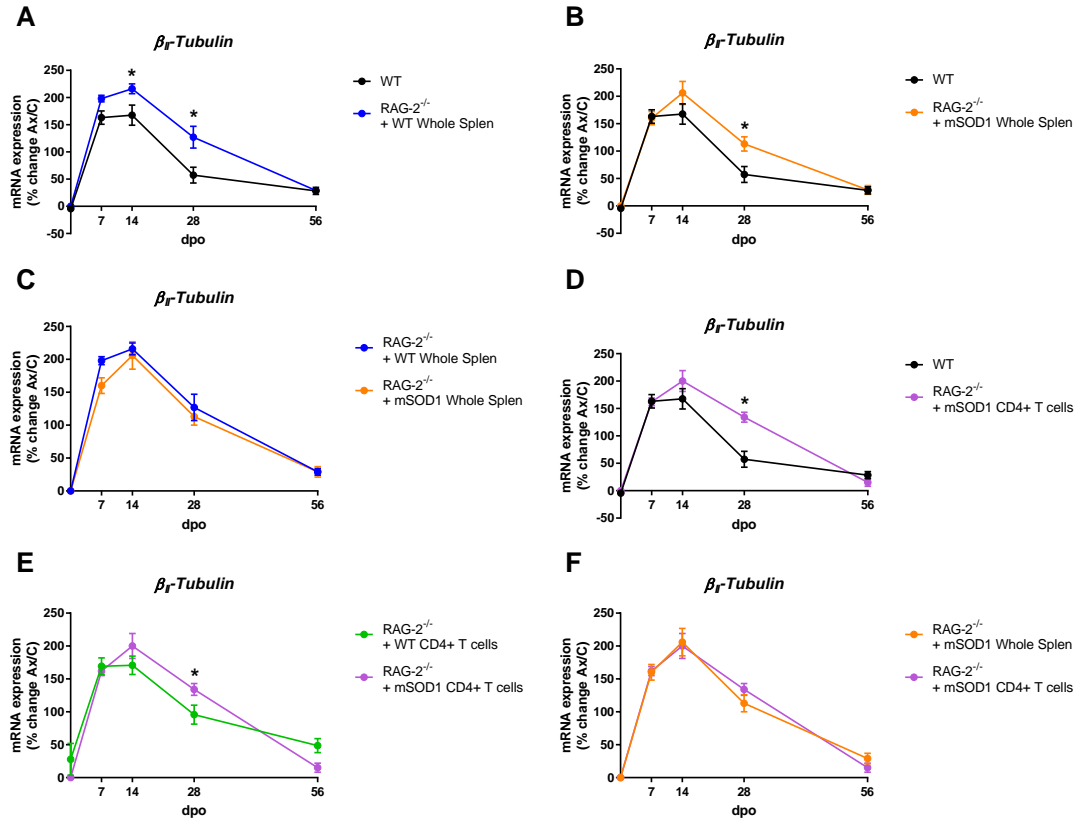 A
β_II-Tubulin
mRNA expression
(% change Ax/C)
250
200
150
100
50
0
-50
*
*
7
14
28
56
dpo
WT
RAG-2^-/-
+ WT Whole Splen
B
β_II-Tubulin
mRNA expression
(% change Ax/C)
250
200
150
100
50
0
-50
*
7
14
28
56
dpo
WT
RAG-2^-/-
+ mSOD1 Whole Splen
C
β_II-Tubulin
mRNA expression
(% change Ax/C)
250
200
150
100
50
0
7
14
28
56
dpo
RAG-2^-/-
+ WT Whole Splen
RAG-2^-/-
+ mSOD1 Whole Splen
D
β_II-Tubulin
mRNA expression
(% change Ax/C)
250
200
150
100
50
0
-50
*
7
14
28
56
dpo
WT
RAG-2^-/-
+ mSOD1 CD4+ T cells
E
β_II-Tubulin
mRNA expression
(% change Ax/C)
250
200
150
100
50
0
*
7
14
28
56
dpo
RAG-2^-/-
+ WT CD4+ T cells
RAG-2^-/-
+ mSOD1 CD4+ T cells
F
β_II-Tubulin
mRNA expression
(% change Ax/C)
250
200
150
100
50
0
7
14
28
56
dpo
RAG-2^-/-
+ mSOD1 Whole Splen
RAG-2^-/-
+ mSOD1 CD4+ T cells